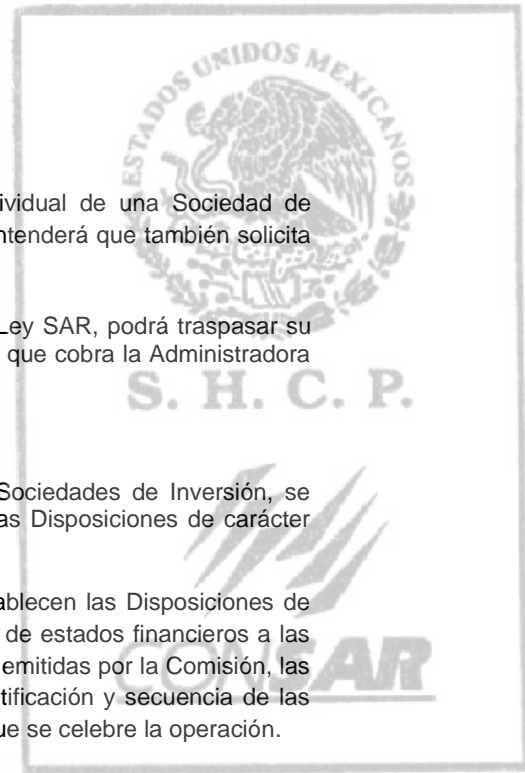 ESTADOS UNIDOS MEXICANOS
ividual de una Sociedad de
ntenderá que también solicita
Ley SAR, podrá traspasar su
que cobra la Administradora
S. H. C. P.
Sociedades de Inversión, se
as Disposiciones de carácter
ablecen las Disposiciones de
de estados financieros a las
emitidas por la Comisión, las
CONSAR
tificación y secuencia de las
ue se celebre la operación.